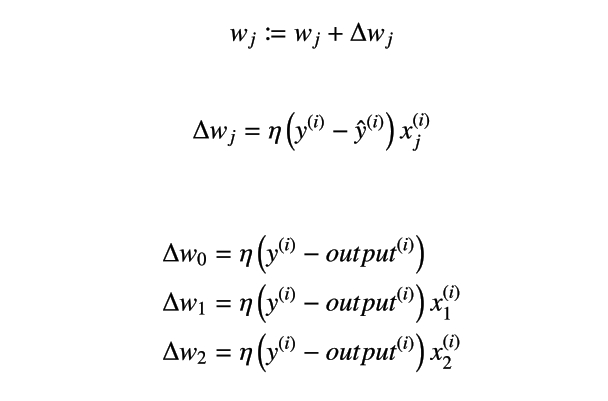 w_j := w_j + Δw_j
Δw_j = η(y^(i) − ŷ^(i)) x_j^(i)
Δw_0 = η(y^(i) − output^(i))
Δw_1 = η(y^(i) − output^(i)) x_1^(i)
Δw_2 = η(y^(i) − output^(i)) x_2^(i)